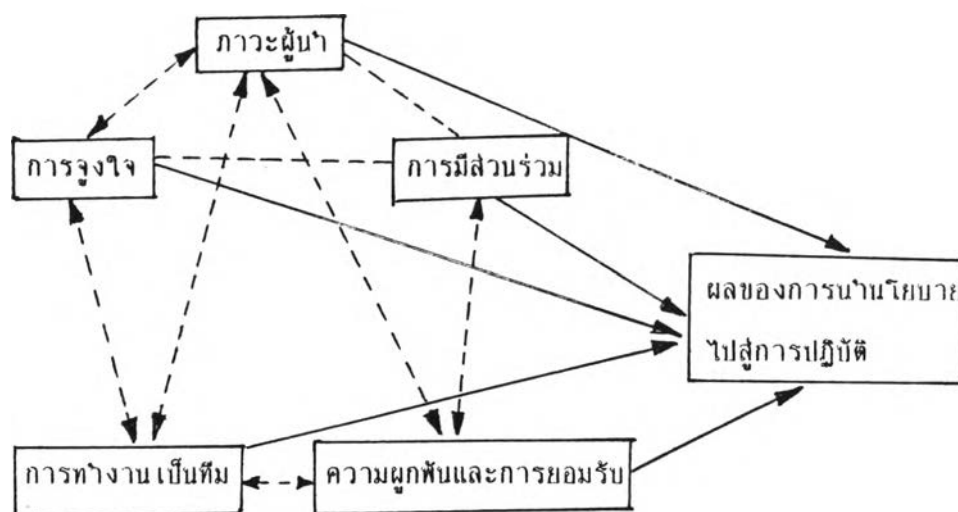 ภาวะผู้นำ
การจูงใจ
การมีส่วนร่วม
ผลของการนำนโยบาย
ไปสู่การปฏิบัติ
การทำงานเป็นทีม
ความผูกพันและการยอมรับ